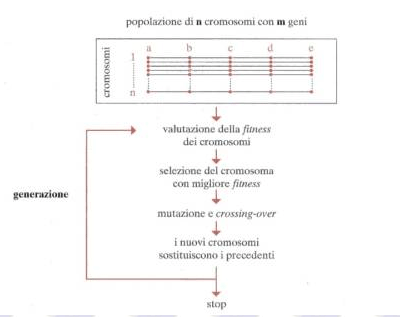 popolazione di n cromosomi con m geni
cromosomi
a b c d e
1
n
valutazione della fitness
dei cromosomi
selezione del cromosoma
con migliore fitness
generazione
mutazione e crossing-over
i nuovi cromosomi
sostituiscono i precedenti
stop